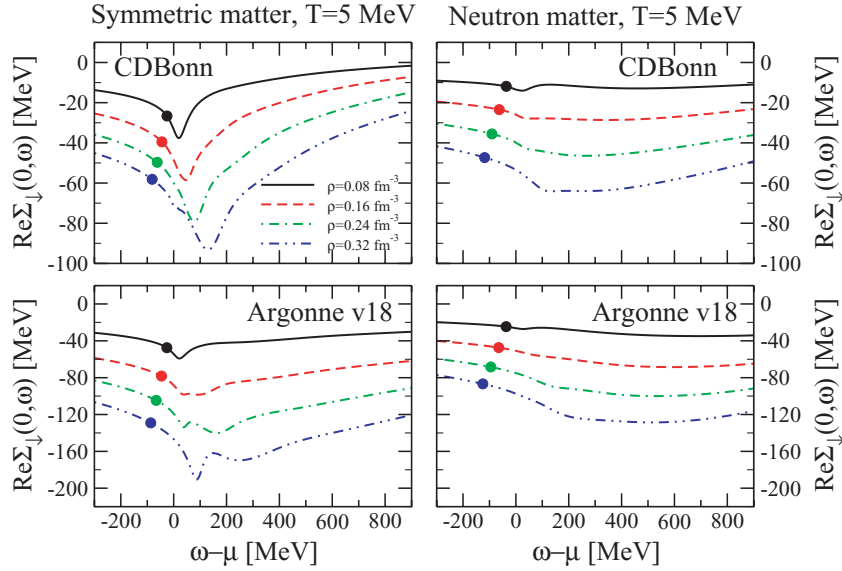 Symmetric matter, T=5 MeV
Neutron matter, T=5 MeV
CDBonn
CDBonn
0
-20
-40
-60
-80
-100
ReΣ↓(0,ω) [MeV]
ρ=0.08 fm⁻³
ρ=0.16 fm⁻³
ρ=0.24 fm⁻³
ρ=0.32 fm⁻³
0
-20
-40
-60
-80
-100
ReΣ↓(0,ω) [MeV]
Argonne v18
Argonne v18
0
-40
-80
-120
-160
-200
ReΣ↓(0,ω) [MeV]
0
-40
-80
-120
-160
-200
ReΣ↓(0,ω) [MeV]
-200 0 200 400 600 800
-200 0 200 400 600 800
ω−μ [MeV]
ω−μ [MeV]